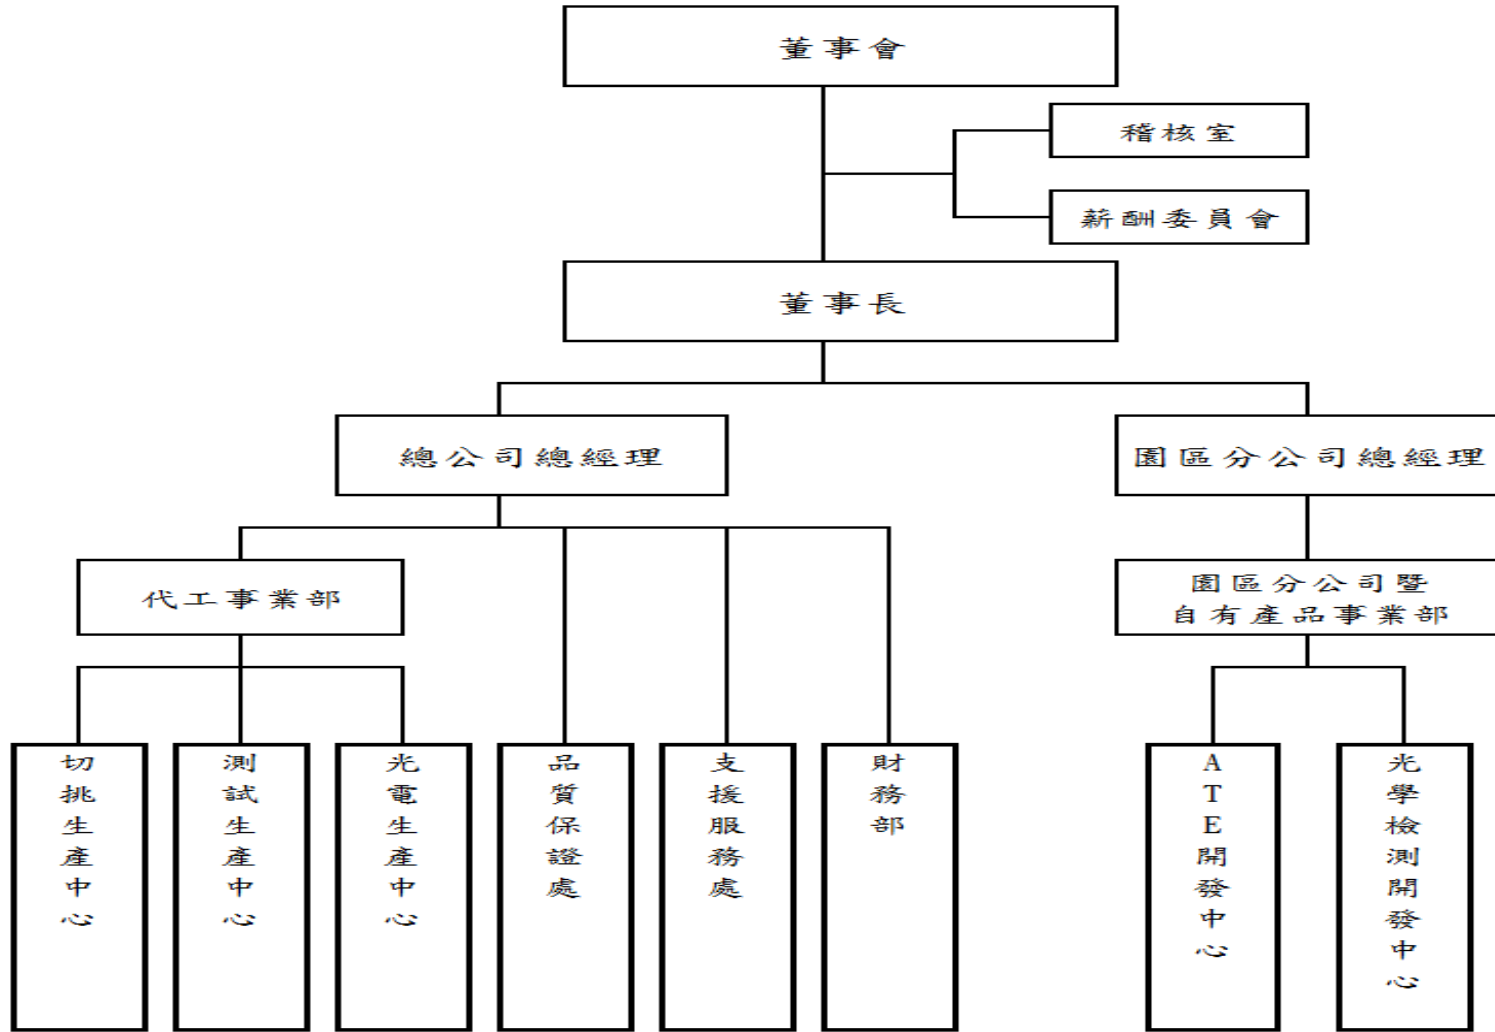 董事會
稽核室
薪酬委員會
董事長
總公司總經理
園區分公司總經理
代工事業部
園區分公司暨
自有產品事業部
切挑生產中心
測試生產中心
光電生產中心
品質保證處
支援服務處
財務部
ATE開發中心
光學檢測開發中心